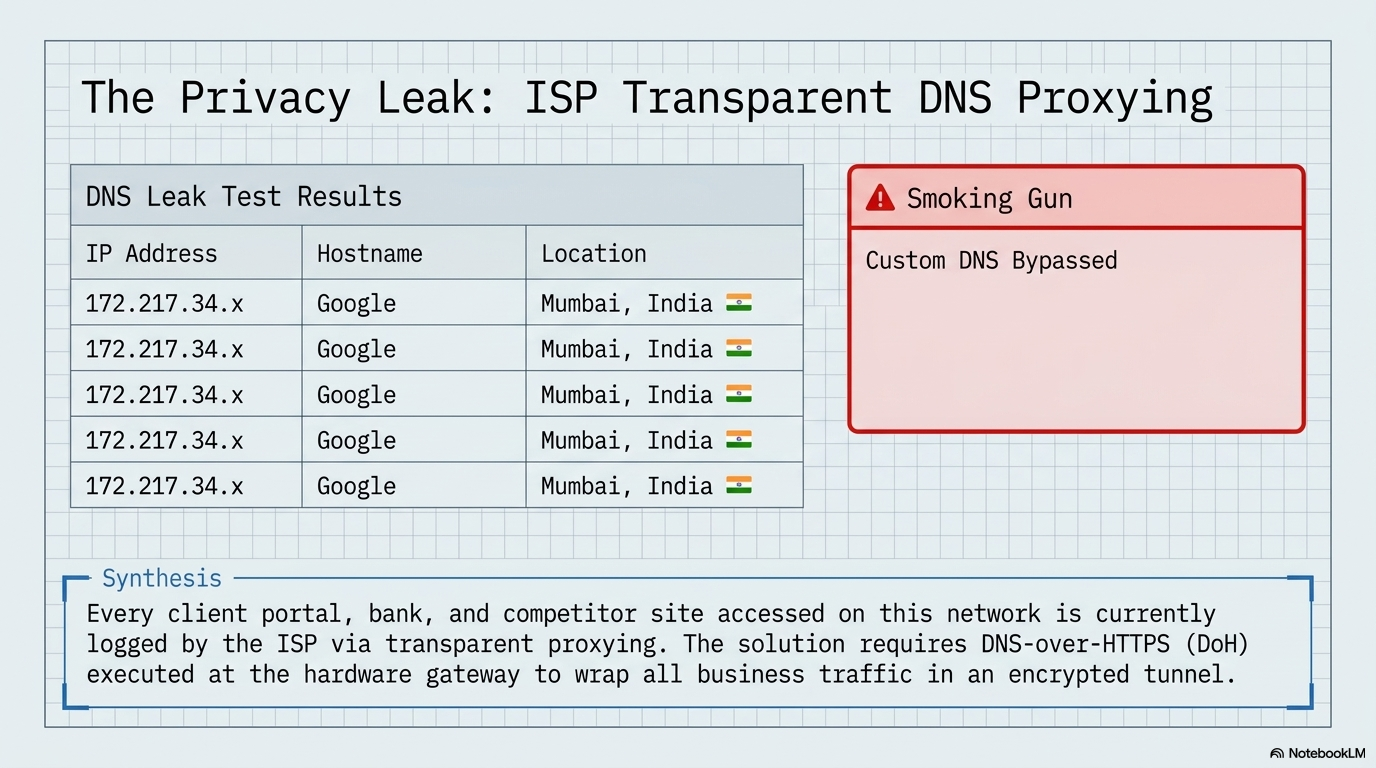 The Privacy Leak: ISP Transparent DNS Proxying
DNS Leak Test Results
IP Address Hostname Location
172.217.34.x Google Mumbai, India
172.217.34.x Google Mumbai, India
172.217.34.x Google Mumbai, India
172.217.34.x Google Mumbai, India
172.217.34.x Google Mumbai, India
Smoking Gun
Custom DNS Bypassed
Synthesis
Every client portal, bank, and competitor site accessed on this network is currently
logged by the ISP via transparent proxying. The solution requires DNS-over-HTTPS (DoH)
executed at the hardware gateway to wrap all business traffic in an encrypted tunnel.
NotebookLM